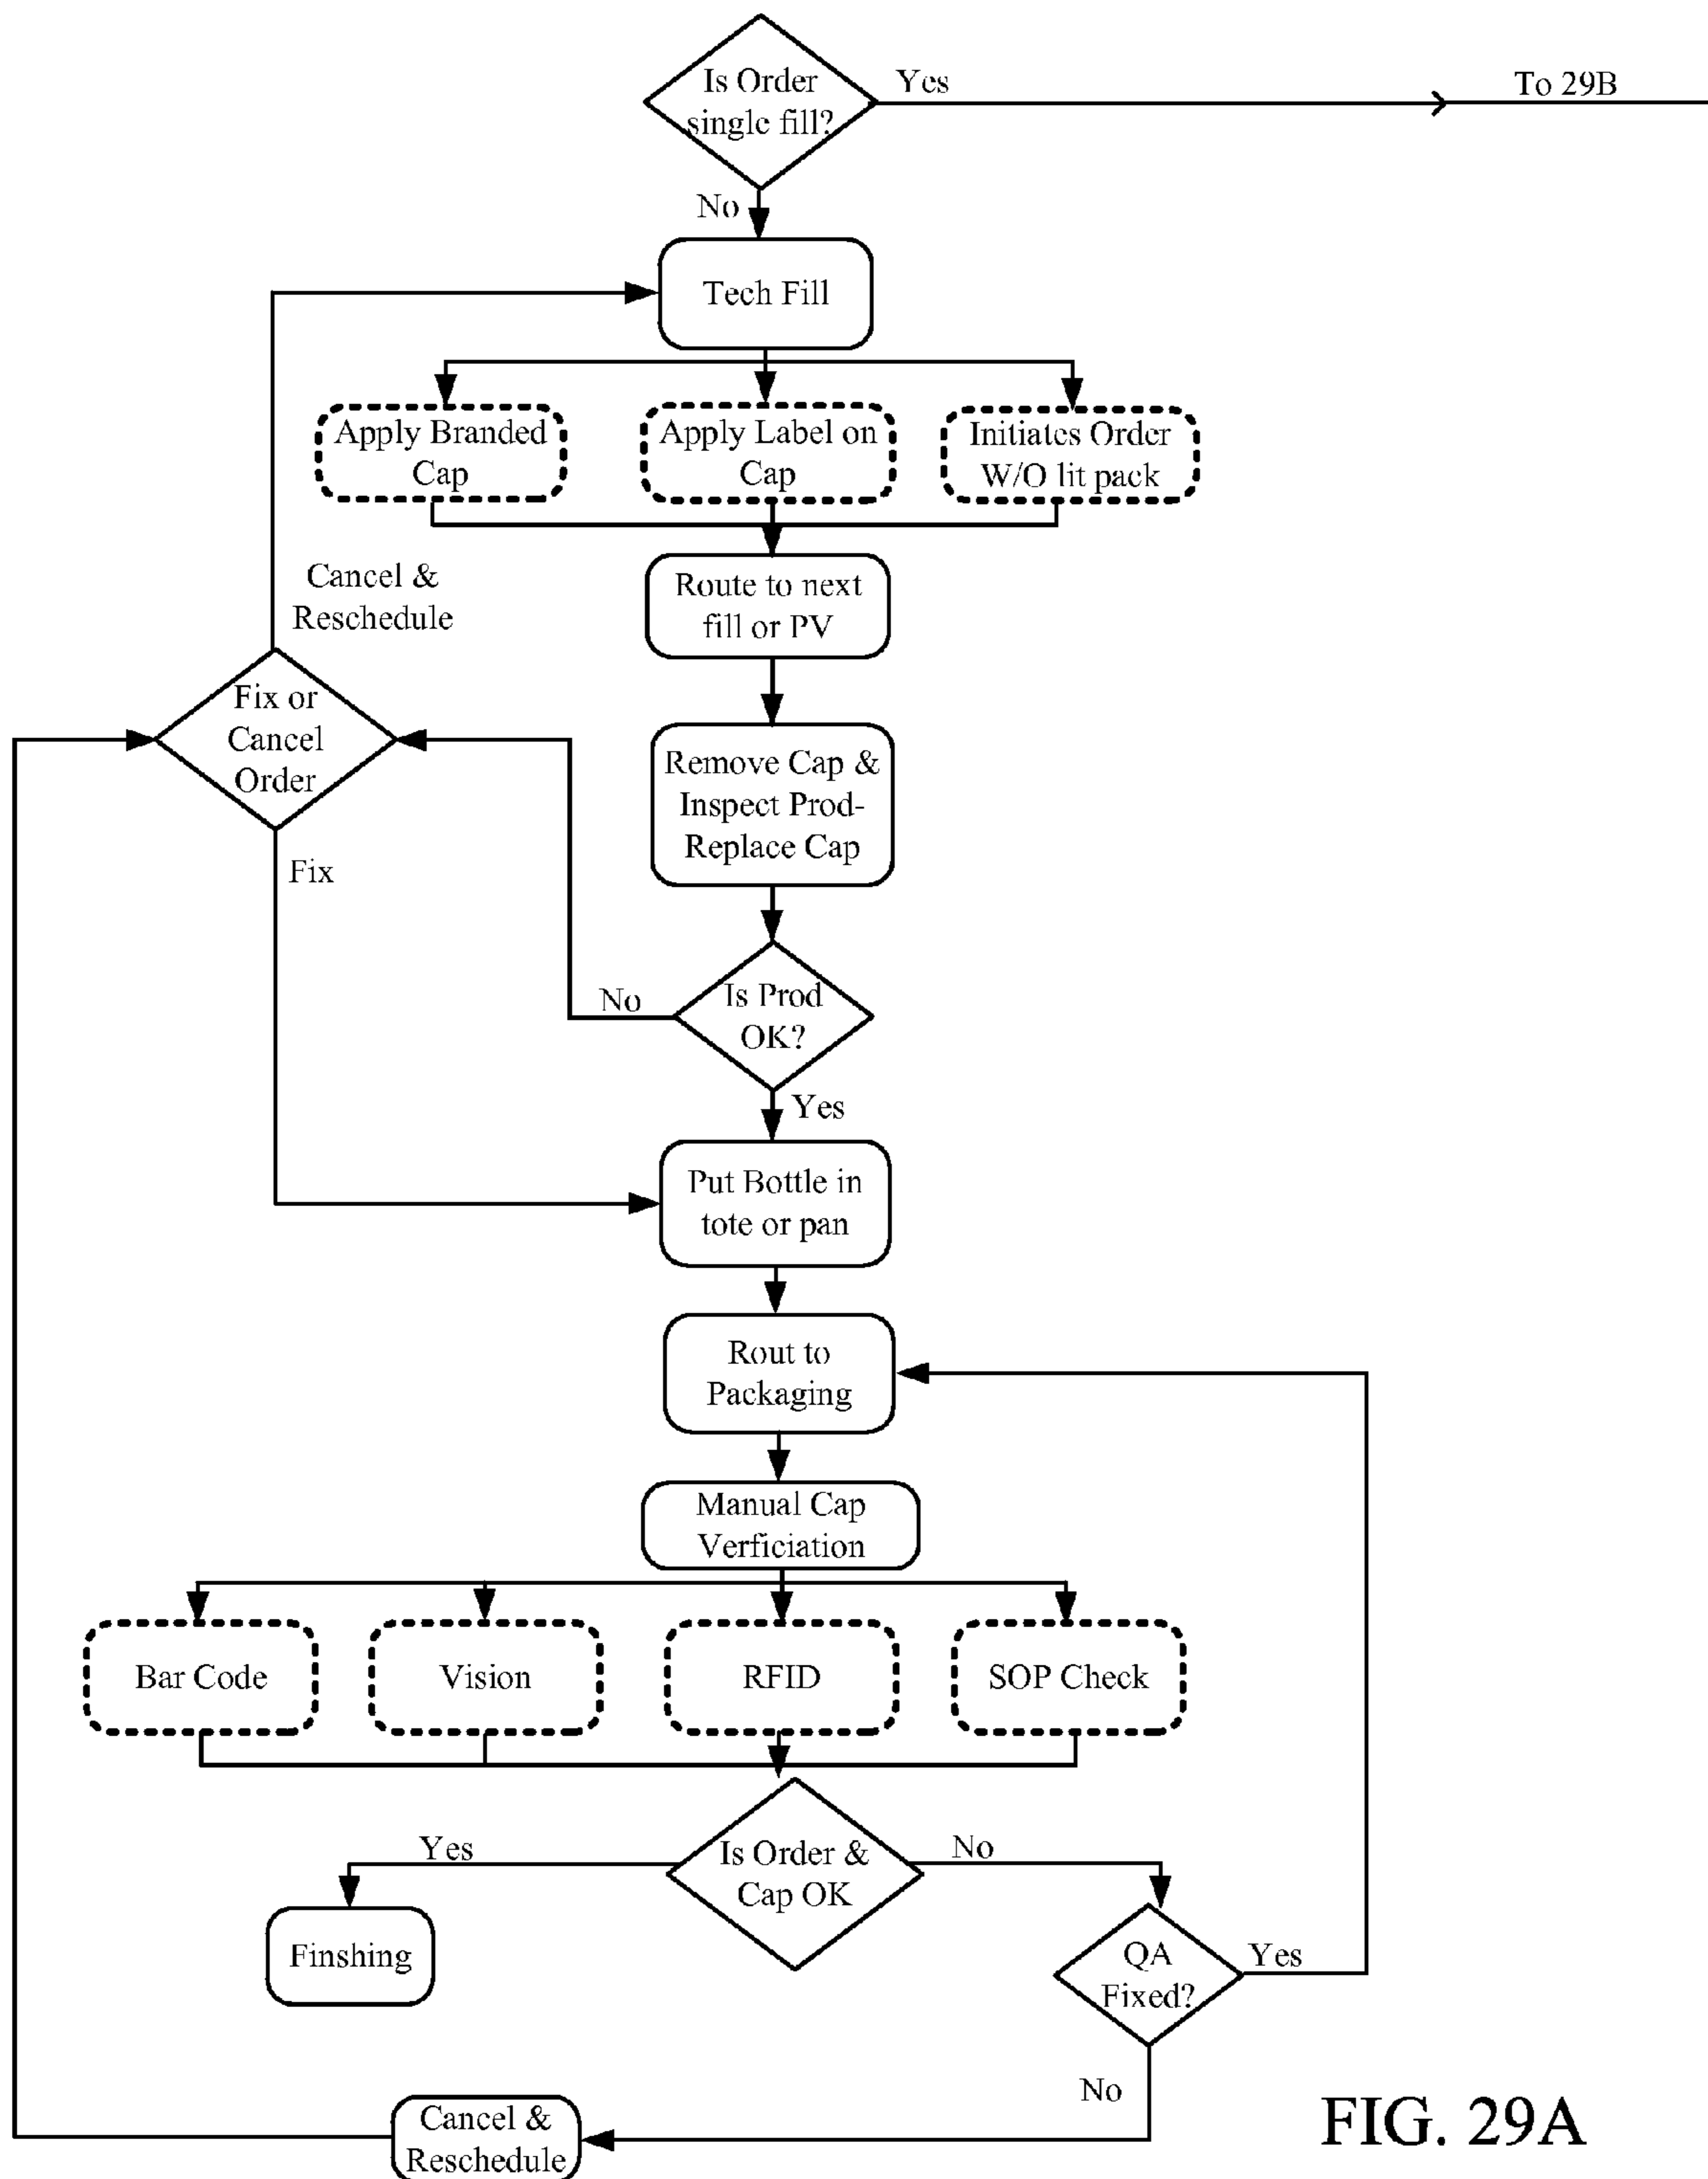 Is Order
single fill?
Yes
To 29B
No
Tech Fill
Apply Branded
Cap
Apply Label on
Cap
Initiates Order
W/O lit pack
Cancel &
Reschedule
Route to next
fill or PV
Fix or
Cancel
Order
Remove Cap &
Inspect Prod-
Replace Cap
Fix
No
Is Prod
OK?
Yes
Put Bottle in
tote or pan
Rout to
Packaging
Manual Cap
Verficiation
Bar Code
Vision
RFID
SOP Check
Yes
Is Order &
Cap OK
No
Finshing
QA
Fixed?
Yes
No
Cancel &
Reschedule
FIG. 29A